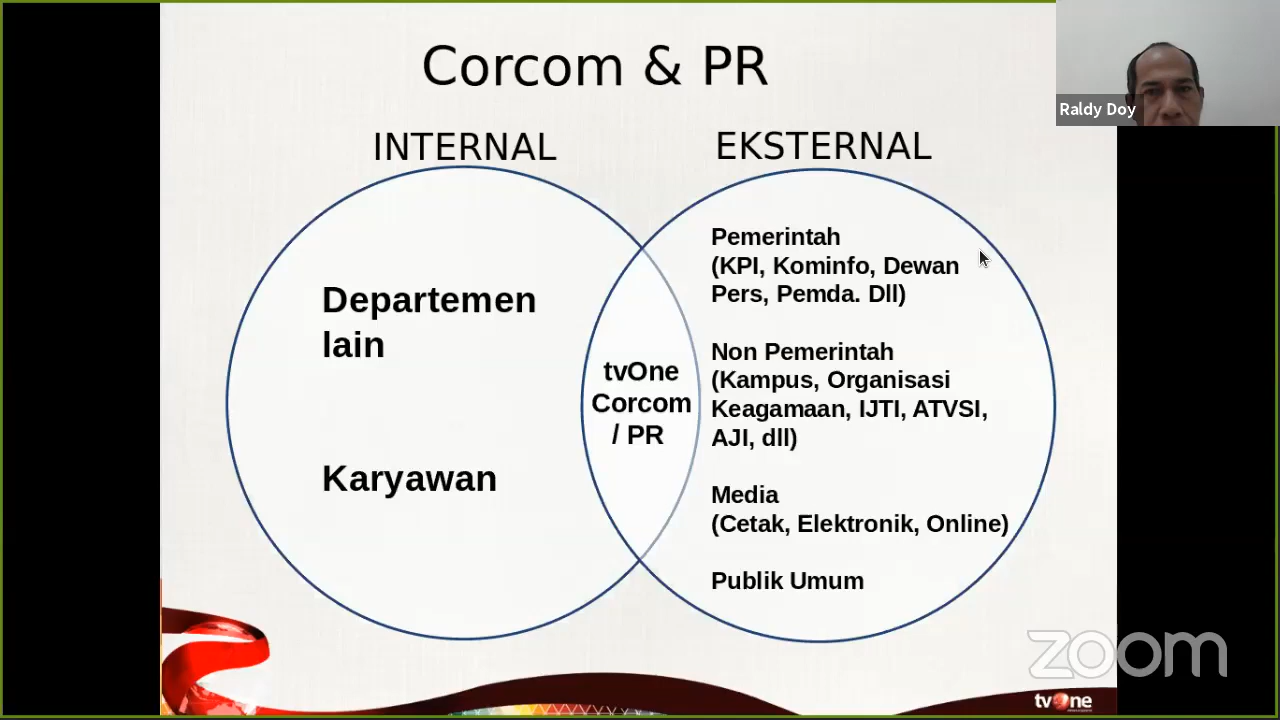 Corcom & PR
Raldy Doy
INTERNAL
EKSTERNAL
Departemen
lain
Karyawan
tvOne
Corcom
/ PR
Pemerintah
(KPI, Kominfo, Dewan
Pers, Pemda. Dll)
Non Pemerintah
(Kampus, Organisasi
Keagamaan, IJTI, ATVSI,
AJI, dll)
Media
(Cetak, Elektronik, Online)
Publik Umum
zoom
tvOne